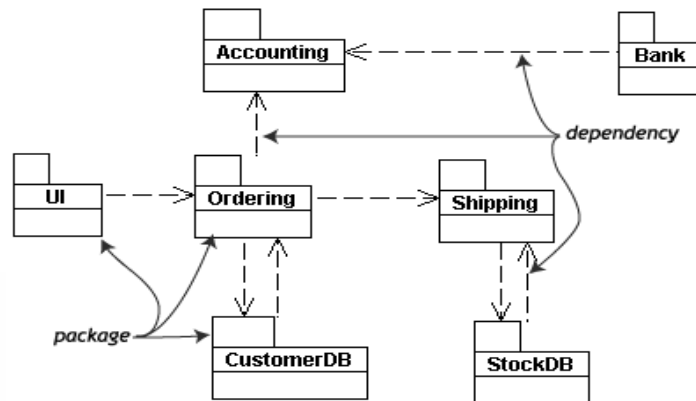 Accounting
Bank
dependency
UI
Ordering
Shipping
package
CustomerDB
StockDB